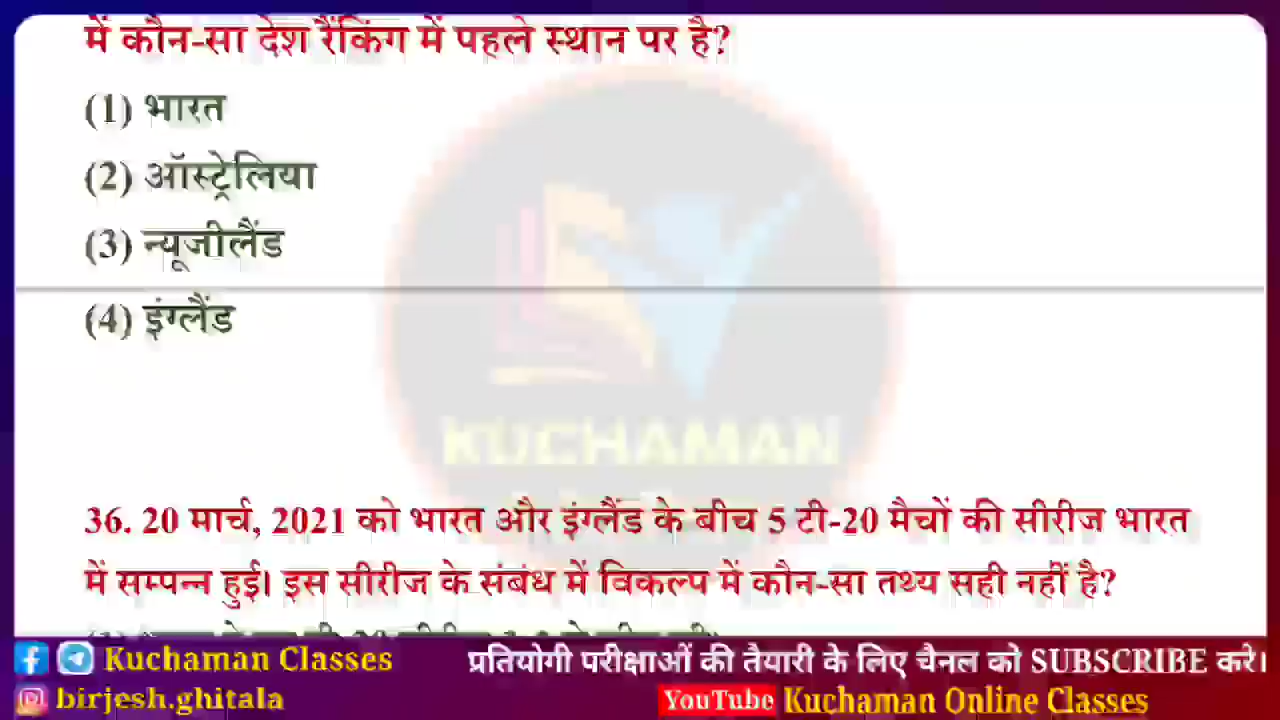 में कौन-सा देश रैंकिंग में पहले स्थान पर है?
(1) भारत
(2) ऑस्ट्रेलिया
(3) न्यूजीलैंड
(4) इंग्लैंड
KUCHAMAN
36. 20 मार्च, 2021 को भारत और इंग्लैंड के बीच 5 टी-20 मैचों की सीरीज भारत
में सम्पन्न हुई। इस सीरीज के संबंध में विकल्प में कौन-सा तथ्य सही नहीं है?
Kuchaman Classes
प्रतियोगी परीक्षाओं की तैयारी के लिए चैनल को SUBSCRIBE करे।
birjesh.ghitala
YouTube Kuchaman Online Classes